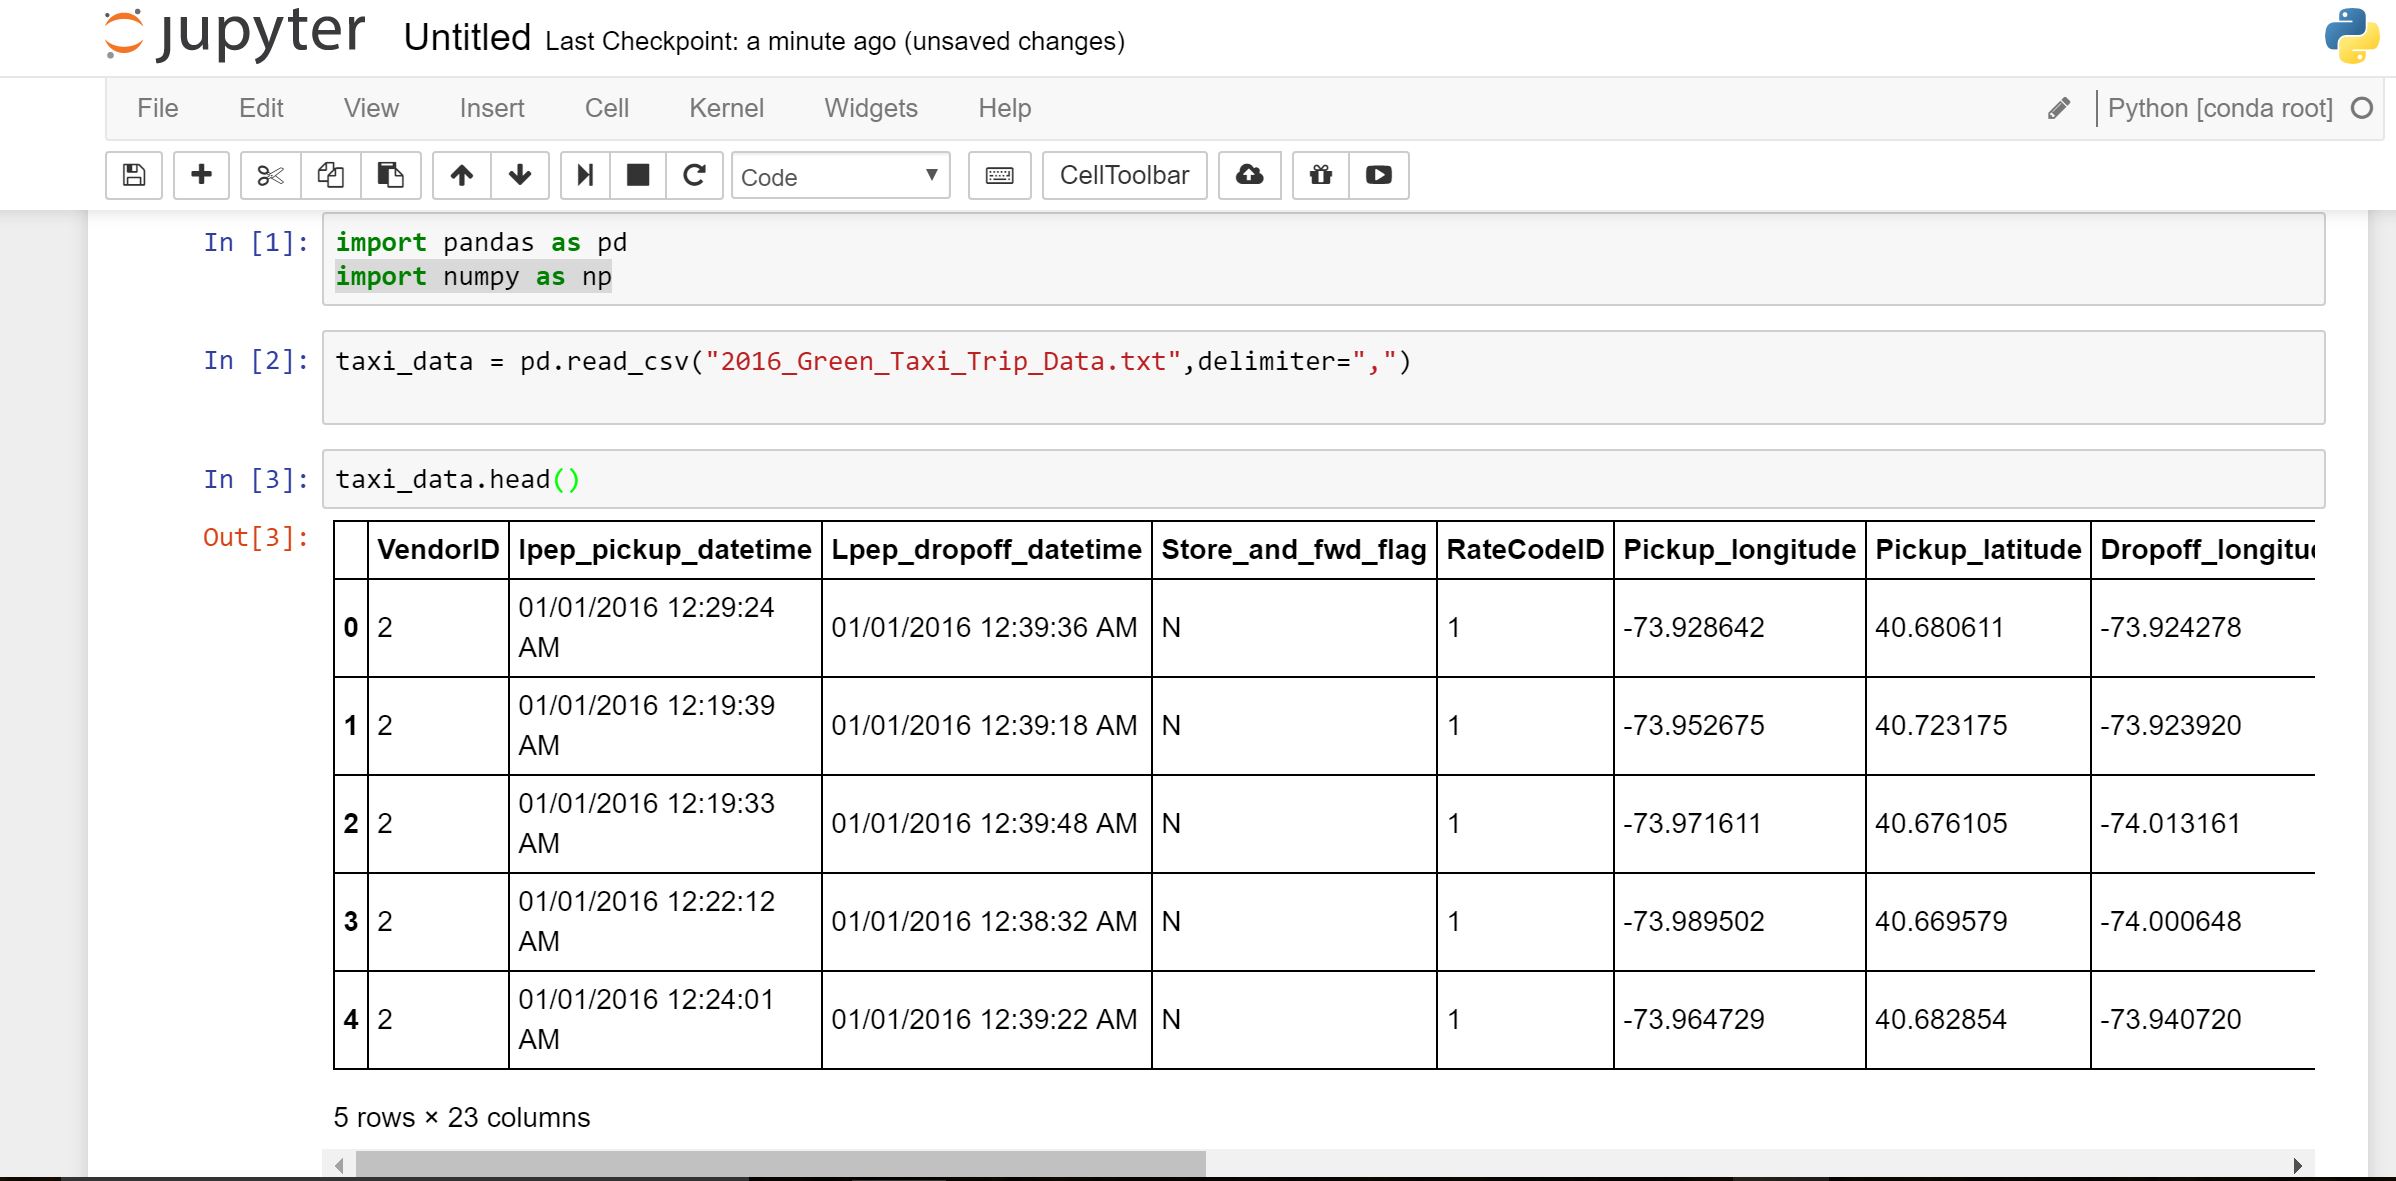 jupyter Untitled Last Checkpoint: a minute ago (unsaved changes)
File Edit View Insert Cell Kernel Widgets Help Python [conda root]
Code CellToolbar
In [1]: import pandas as pd
import numpy as np
In [2]: taxi_data = pd.read_csv("2016_Green_Taxi_Trip_Data.txt",delimiter=",")
In [3]: taxi_data.head()
Out[3]:
VendorID lpep_pickup_datetime Lpep_dropoff_datetime Store_and_fwd_flag RateCodeID Pickup_longitude Pickup_latitude Dropoff_longitu
0 2 01/01/2016 12:29:24 AM 01/01/2016 12:39:36 AM N 1 -73.928642 40.680611 -73.924278
1 2 01/01/2016 12:19:39 AM 01/01/2016 12:39:18 AM N 1 -73.952675 40.723175 -73.923920
2 2 01/01/2016 12:19:33 AM 01/01/2016 12:39:48 AM N 1 -73.971611 40.676105 -74.013161
3 2 01/01/2016 12:22:12 AM 01/01/2016 12:38:32 AM N 1 -73.989502 40.669579 -74.000648
4 2 01/01/2016 12:24:01 AM 01/01/2016 12:39:22 AM N 1 -73.964729 40.682854 -73.940720
5 rows × 23 columns